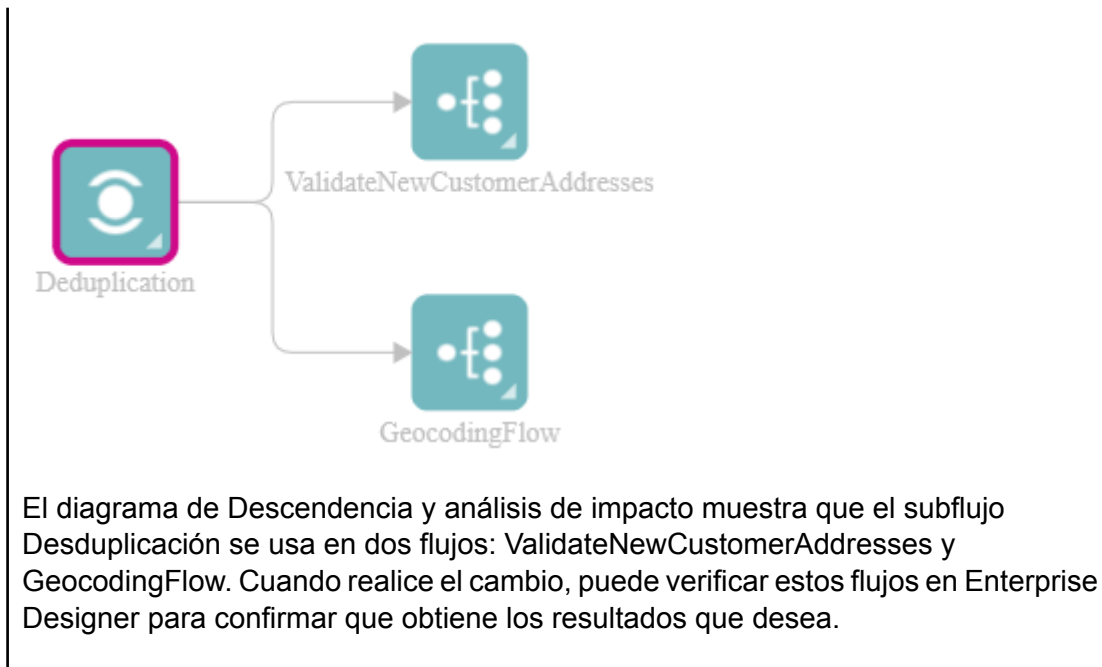 ValidateNewCustomerAddresses
Deduplication
GeocodingFlow
El diagrama de Descendencia y análisis de impacto muestra que el subflujo
Desduplicación se usa en dos flujos: ValidateNewCustomerAddresses y
GeocodingFlow. Cuando realice el cambio, puede verificar estos flujos en Enterprise
Designer para confirmar que obtiene los resultados que desea.